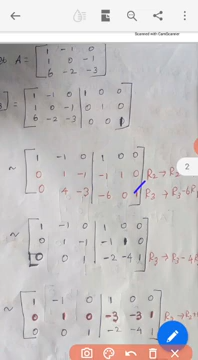 Scanned with CamScanner
A = [ 1 -1 0
1 0 -1
6 -2 -3 ]
= [ 1 -1 0 | 1 0 0
1 0 -1 | 0 1 0
6 -2 -3 | 0 0 1 ]
2
~ [ 1 -1 0 | 1 0 0
0 1 -1 | -1 1 0 ] R2 →
0 4 -3 | -6 0 1 ] R3 → R3-6R
~ [ 1 -1 0 | 1 0 0
0 1 -1 | -1 1 0
0 0 1 | -2 -4 1 ] R3 → R3-4R
~ [ 1 -1 0 | 1 0 0
0 1 0 | -3 -3 1
0 0 1 | -2 -4 1